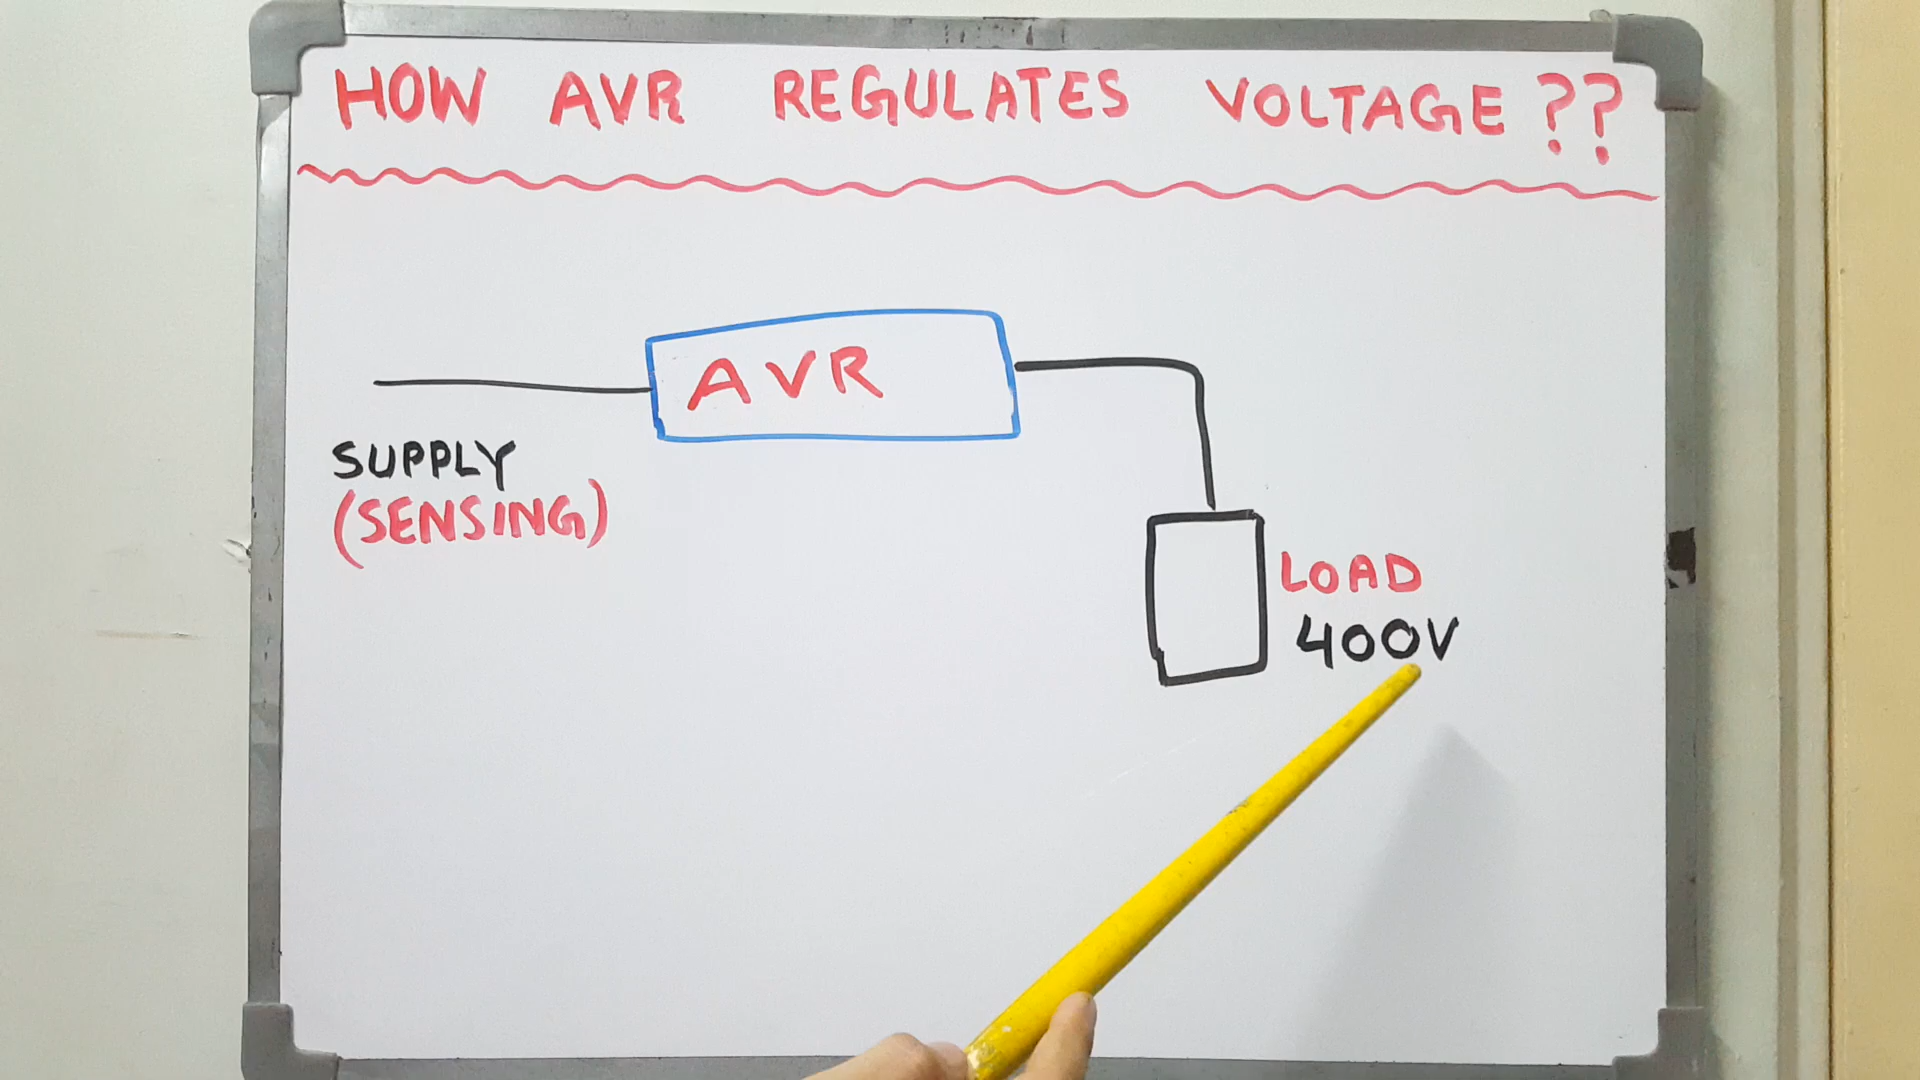 HOW AVR REGULATES VOLTAGE ??
AVR
SUPPLY
(SENSING)
LOAD
400V